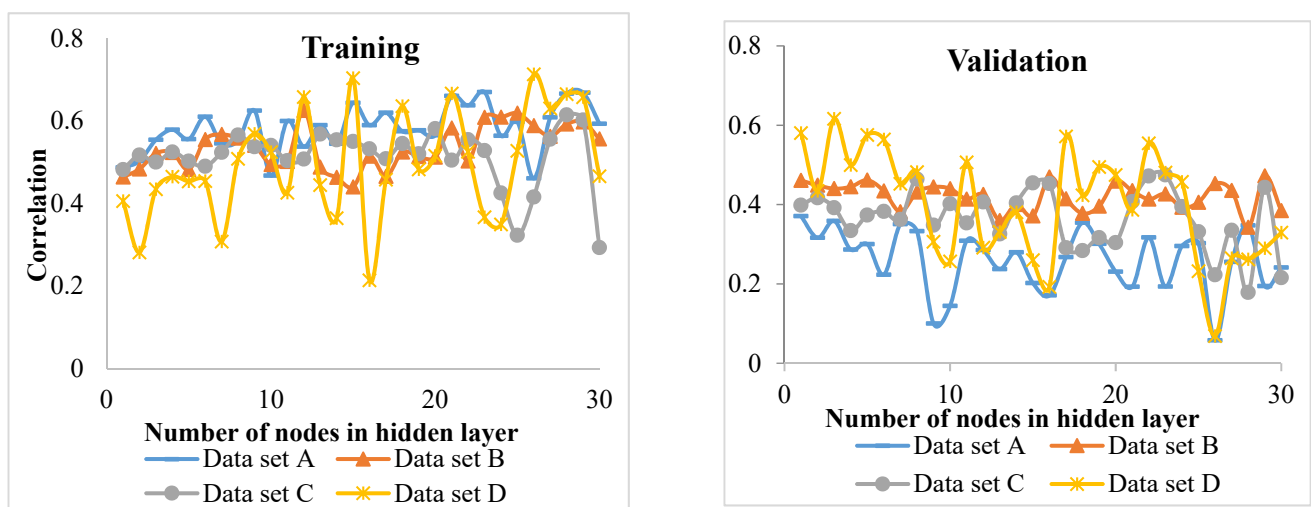 Training
Correlation
0.8
0.6
0.4
0.2
0
0 10 20 30
Number of nodes in hidden layer
Data set A Data set B
Data set C Data set D
Validation
0.8
0.6
0.4
0.2
0
0 10 20 30
Number of nodes in hidden layer
Data set A Data set B
Data set C Data set D